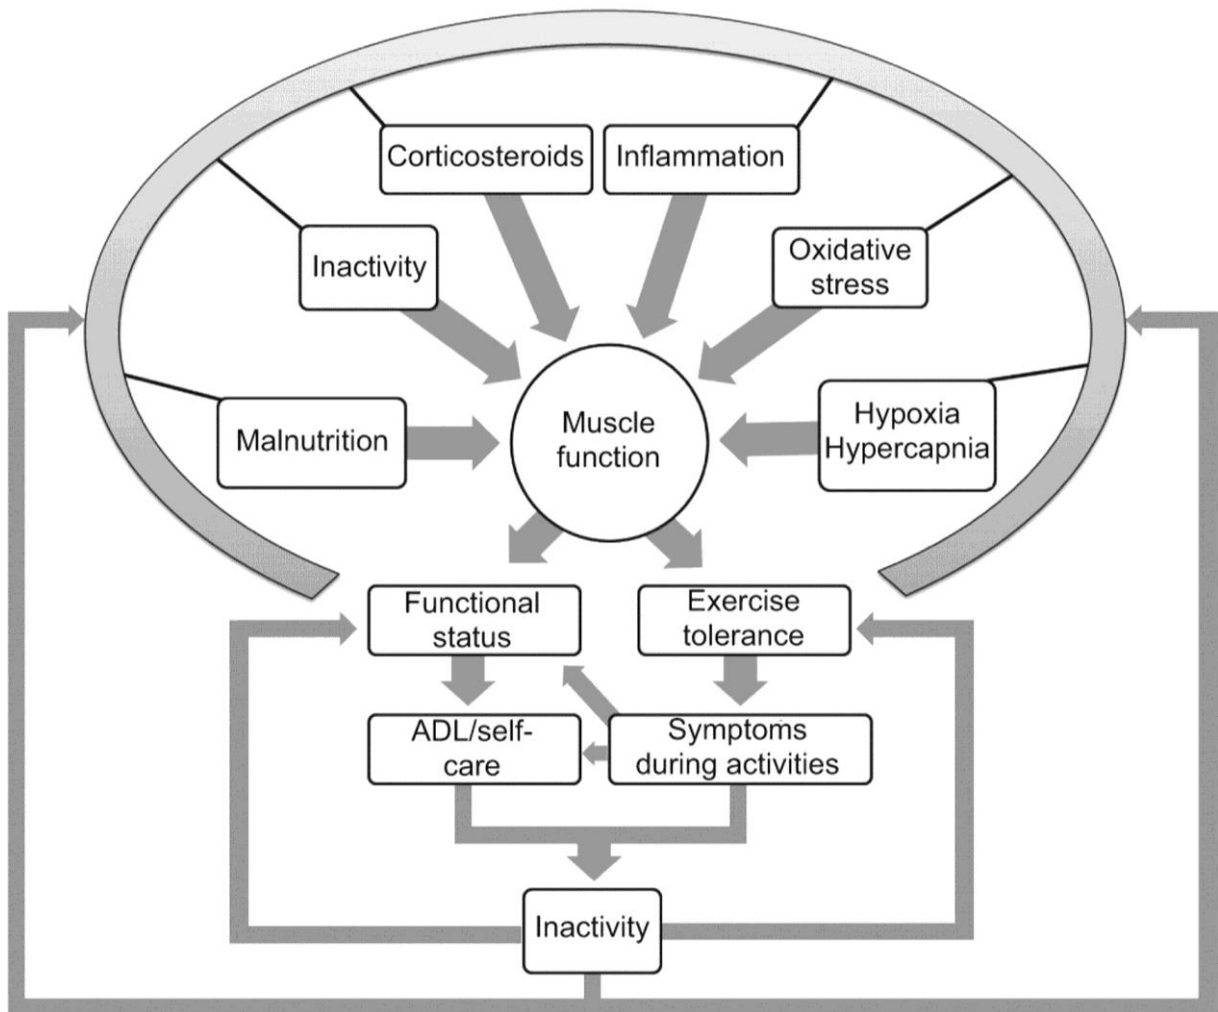 Corticosteroids
Inflammation
Inactivity
Oxidative
stress
Malnutrition
Muscle
function
Hypoxia
Hypercapnia
Functional
status
Exercise
tolerance
ADL/self-
care
Symptoms
during activities
Inactivity